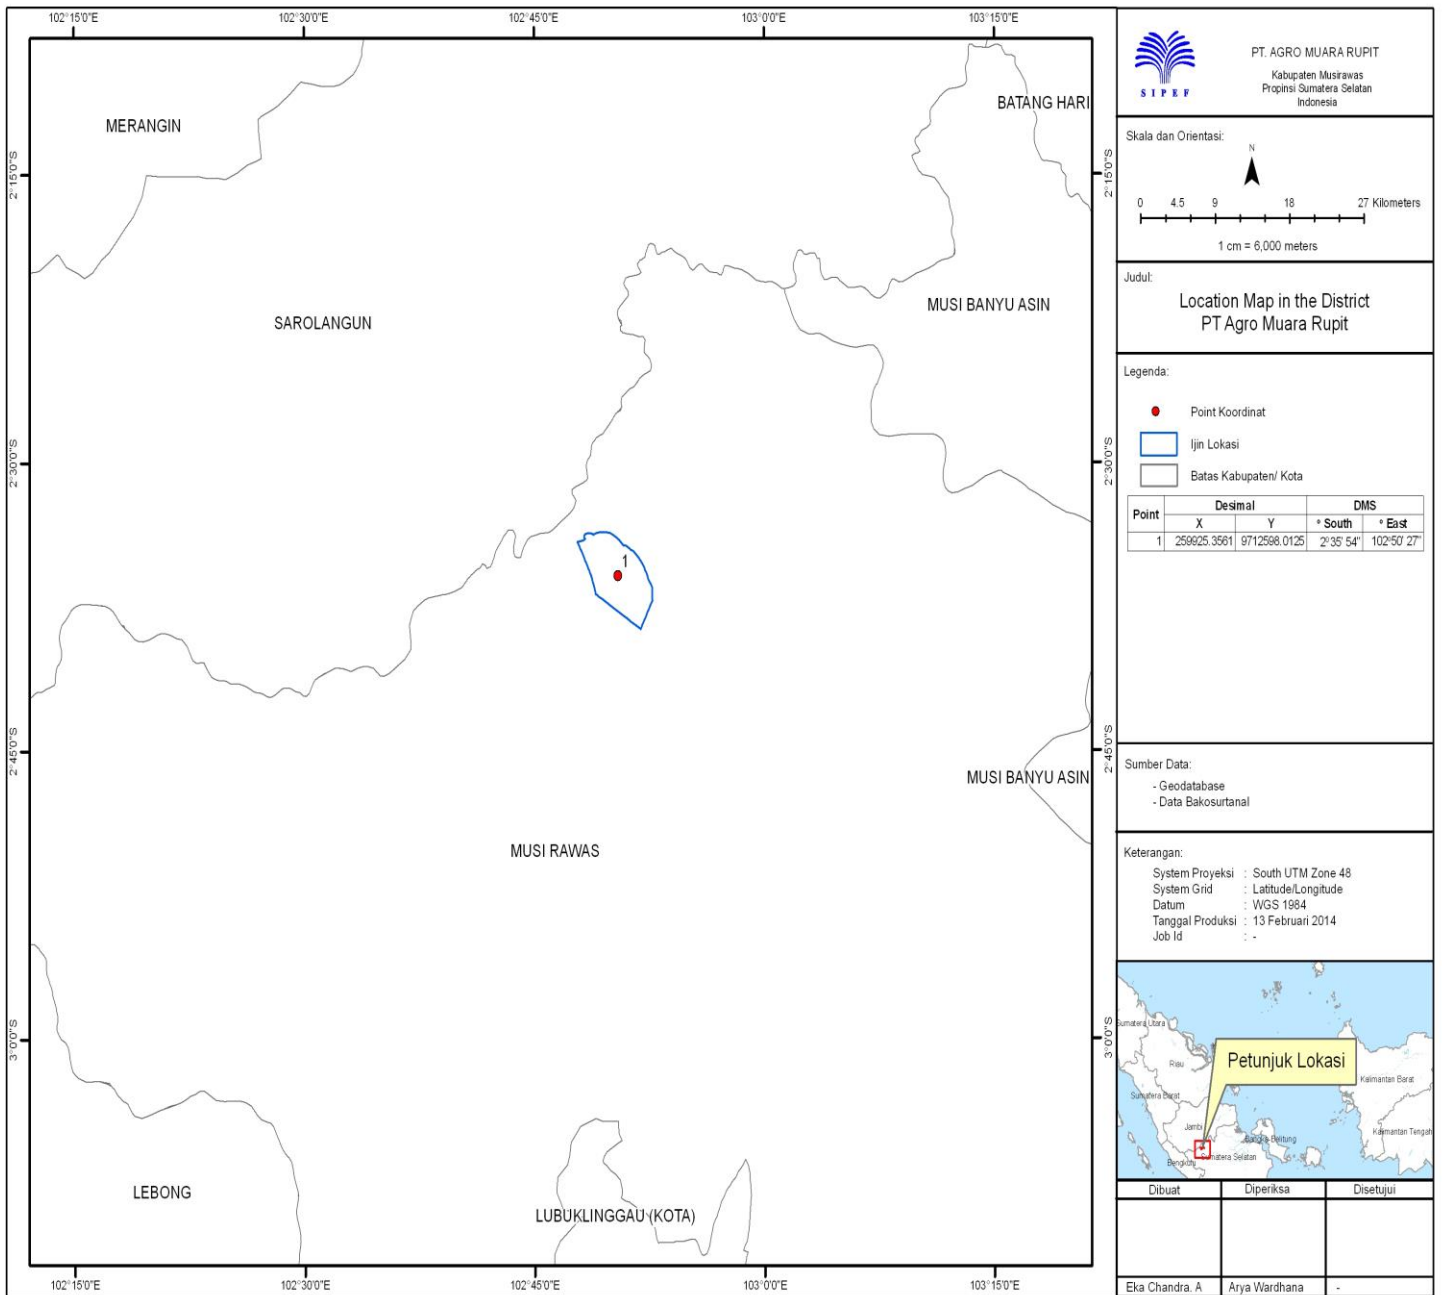 102°15'0"E 102°30'0"E 102°45'0"E 103°0'0"E 103°15'0"E
MERANGIN
BATANG HARI
2°15'0"S
2°15'0"S
SAROLANGUN
MUSI BANYU ASIN
2°30'0"S
2°30'0"S
1
2°45'0"S
2°45'0"S
MUSI BANYU ASIN
MUSI RAWAS
3°0'0"S
3°0'0"S
LEBONG
LUBUKLINGGAU (KOTA)
102°15'0"E 102°30'0"E 102°45'0"E 103°0'0"E 103°15'0"E
SIPEF
PT. AGRO MUARA RUPIT
Kabupaten Musirawas
Propinsi Sumatera Selatan
Indonesia
Skala dan Orientasi:
N
0 4.5 9 18 27 Kilometers
1 cm = 6,000 meters
Judul:
Location Map in the District
PT Agro Muara Rupit
Legenda:
Point Koordinat
Ijin Lokasi
Batas Kabupaten/ Kota
Point Desimal DMS
X Y ° South ° East
1 259925.3561 9712598.0125 2°35' 54" 102°50' 27"
Sumber Data:
- Geodatabase
- Data Bakosurtanal
Keterangan:
System Proyeksi : South UTM Zone 48
System Grid : Latitude/Longitude
Datum : WGS 1984
Tanggal Produksi : 13 Februari 2014
Job Id : -
Sumatera Utara
Riau
Petunjuk Lokasi
Kalimantan Barat
Sumatera Barat
Jambi
Kalimantan Tengah
Bangka Belitung
Bengkulu
Sumatera Selatan
Dibuat Diperiksa Disetujui
Eka Chandra. A Arya Wardhana -